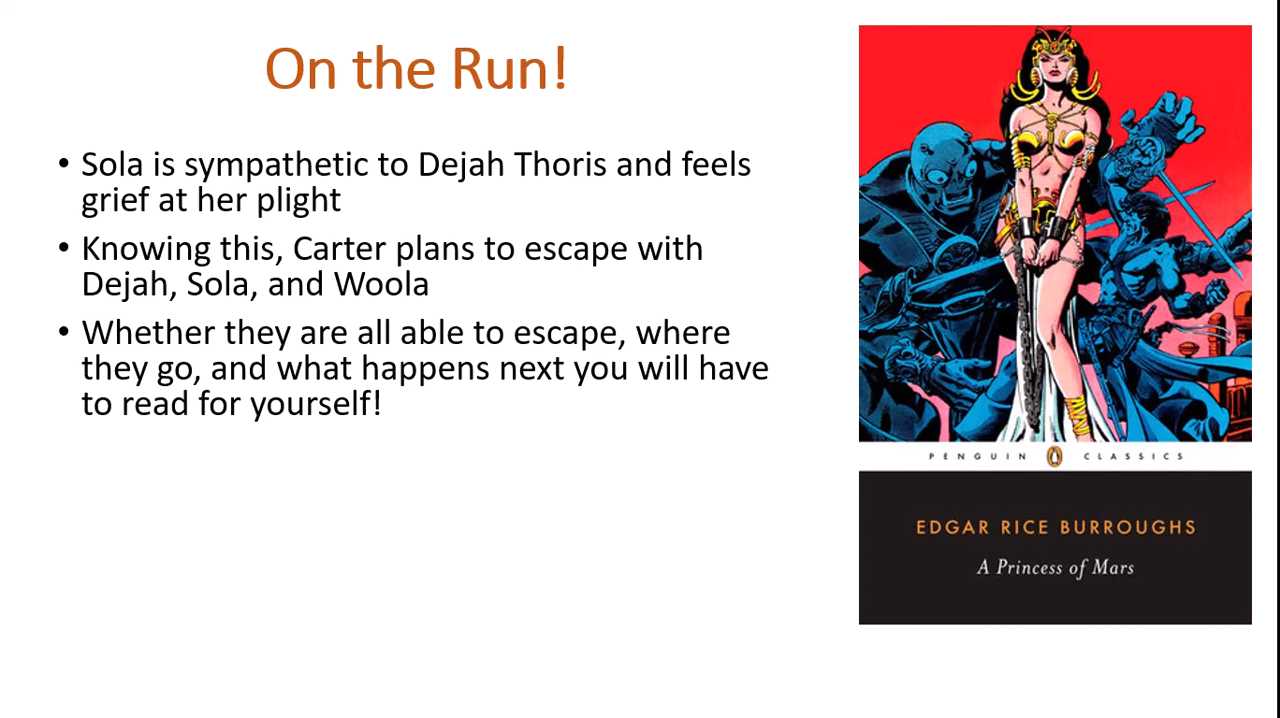 On the Run!
• Sola is sympathetic to Dejah Thoris and feels
grief at her plight
• Knowing this, Carter plans to escape with
Dejah, Sola, and Woola
• Whether they are all able to escape, where
they go, and what happens next you will have
to read for yourself!
PENGUIN CLASSICS
EDGAR RICE BURROUGHS
A Princess of Mars